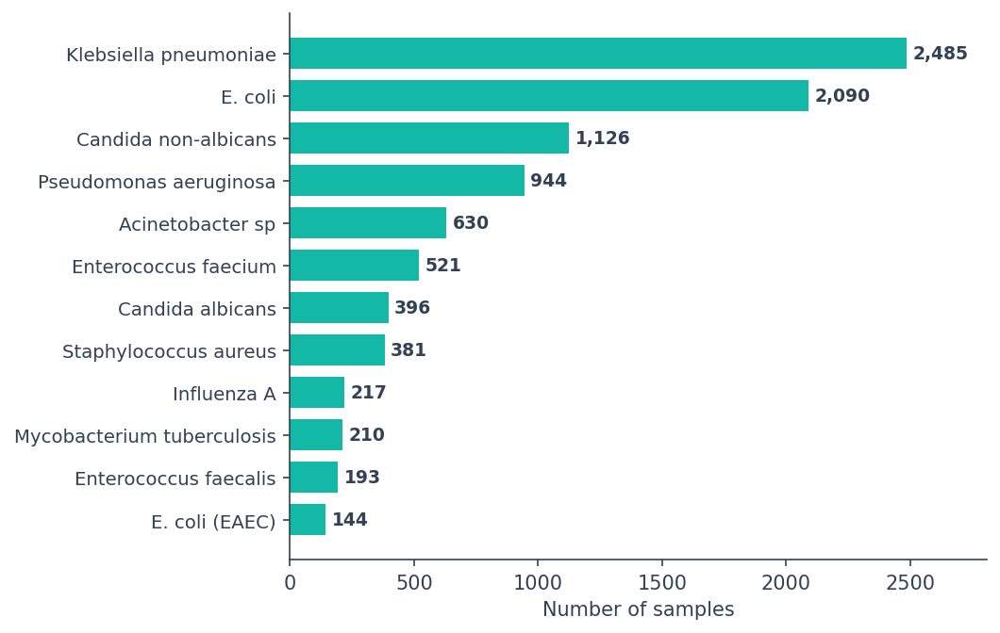 Klebsiella pneumoniae 2,485
E. coli 2,090
Candida non-albicans 1,126
Pseudomonas aeruginosa 944
Acinetobacter sp 630
Enterococcus faecium 521
Candida albicans 396
Staphylococcus aureus 381
Influenza A 217
Mycobacterium tuberculosis 210
Enterococcus faecalis 193
E. coli (EAEC) 144
0 500 1000 1500 2000 2500
Number of samples